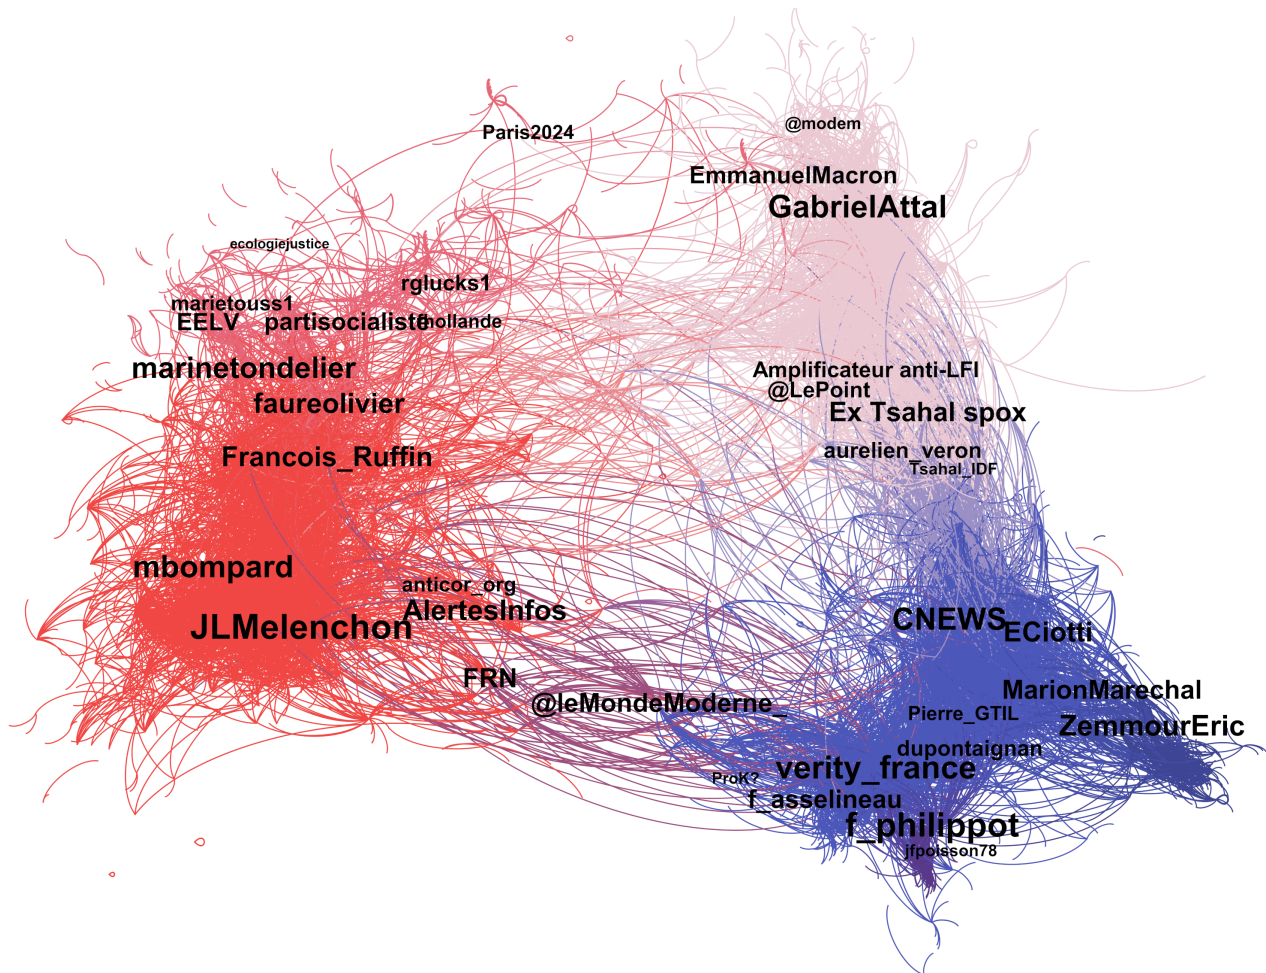 @modem
Paris2024
EmmanuelMacron
GabrielAttal
ecologiejustice
rglucks1
marietouss1
EELV
partisocialiste
fhollande
marinetondelier
Amplificateur anti-LFI
@LePoint
faureolivier
Ex Tsahal spox
aurelien_veron
Francois_Ruffin
Tsahal_IDF
mbompard
anticor_org
AlertesInfos
CNEWS
JLMelenchon
ECiotti
FRN
MarionMarechal
@leMondeModerne_
Pierre_GTIL
ZemmourEric
dupontaignan
verity_france
ProK?
f_asselineau
f_philippot
jfpoisson78